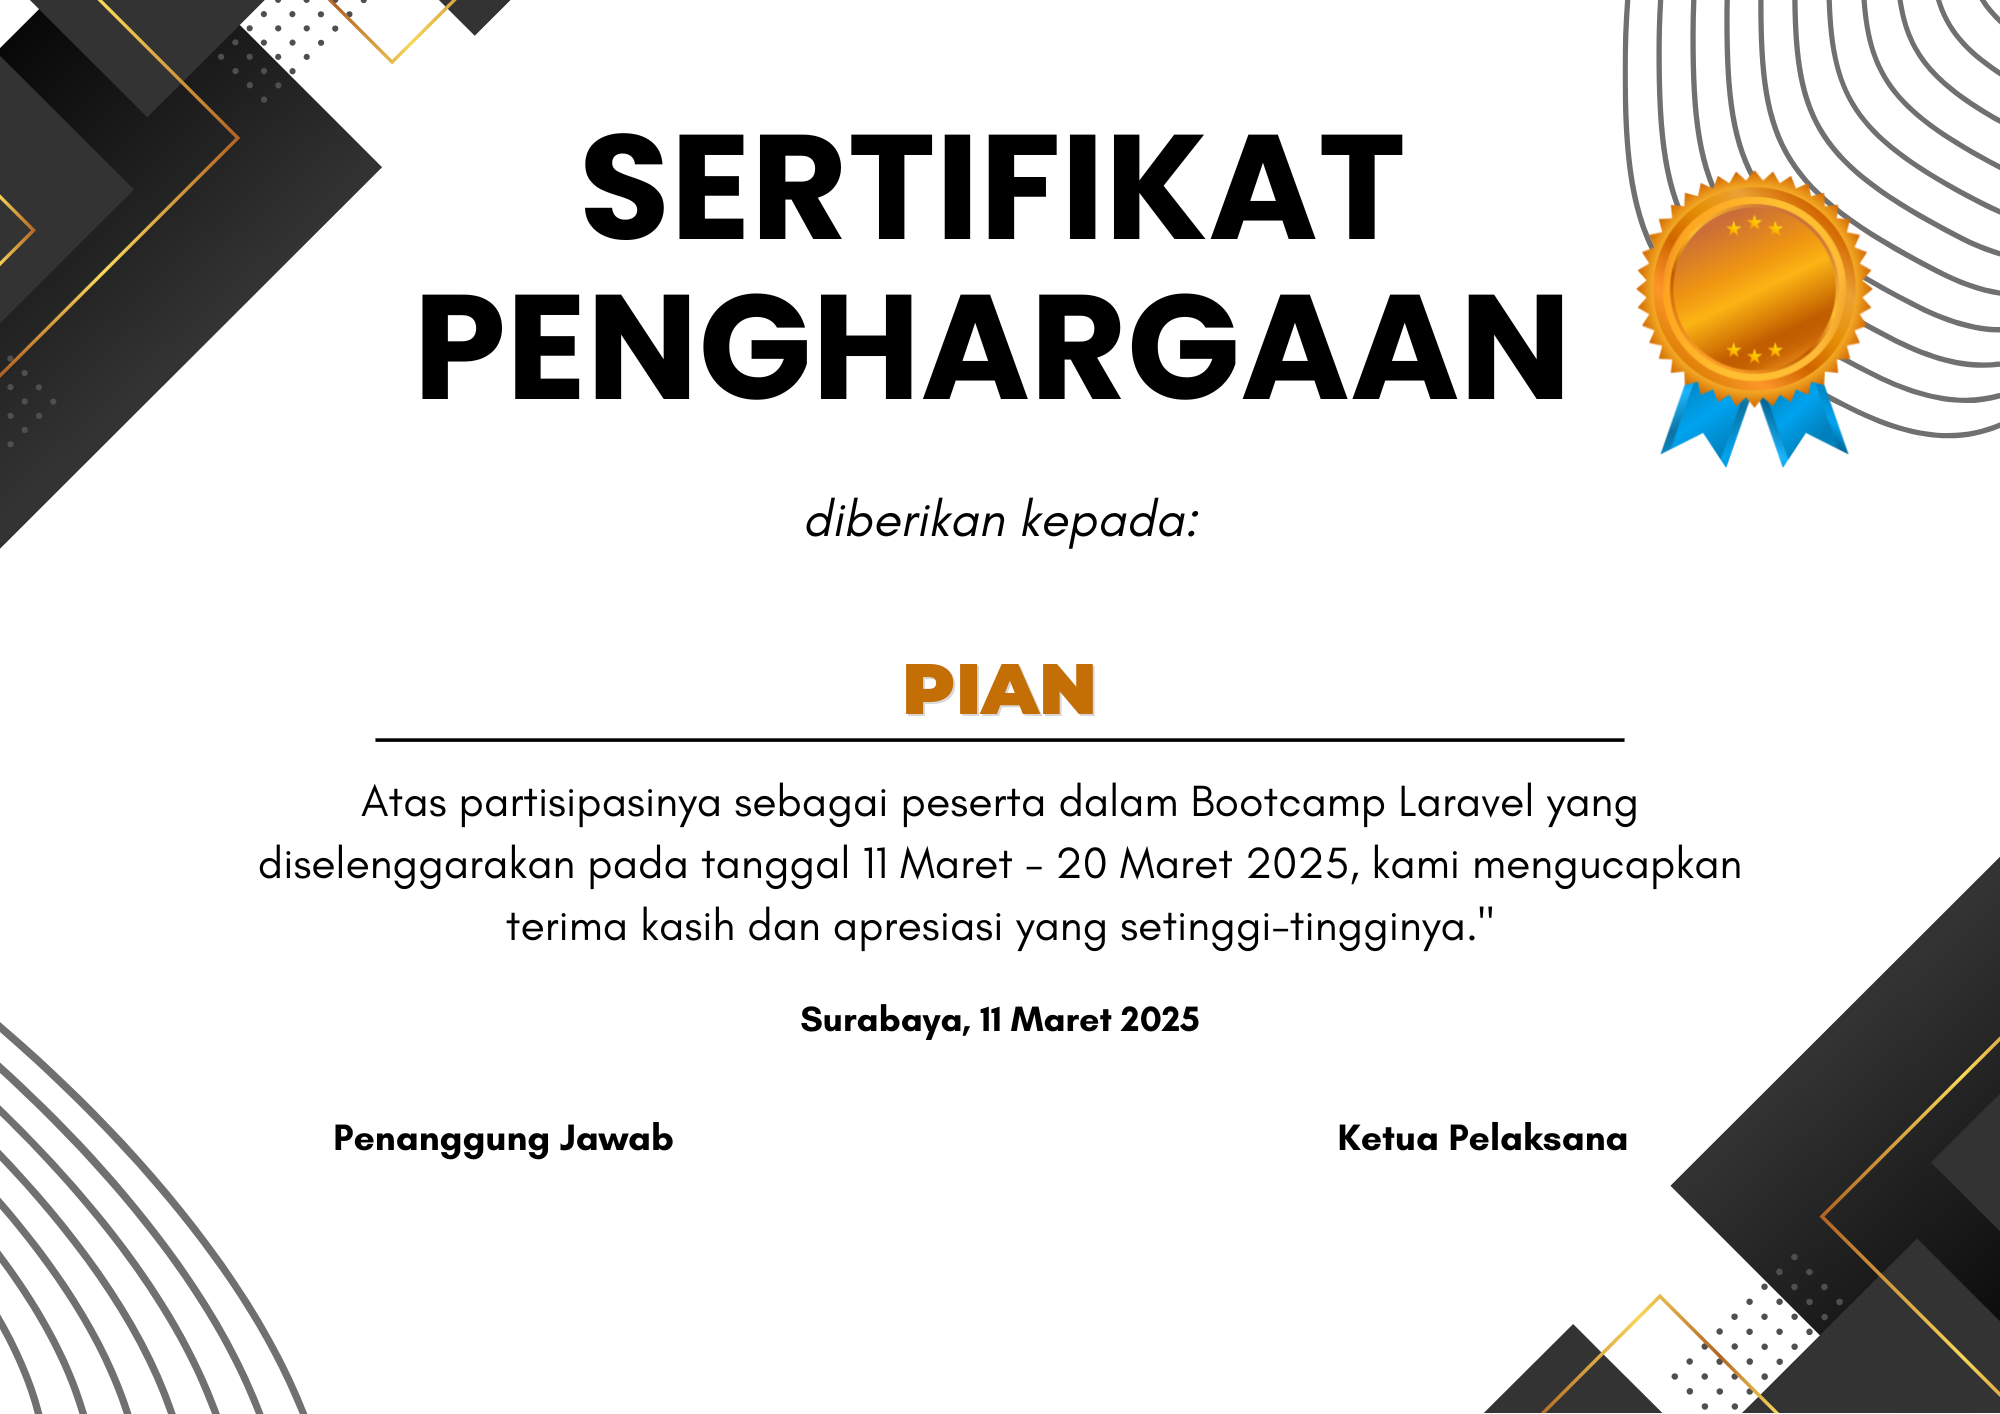 SERTIFIKAT
PENGHARGAAN
diberikan kepada:
PIAN
Atas partisipasinya sebagai peserta dalam Bootcamp Laravel yang
diselenggarakan pada tanggal 11 Maret - 20 Maret 2025, kami mengucapkan
terima kasih dan apresiasi yang setinggi-tingginya."
Surabaya, 11 Maret 2025
Penanggung Jawab
Ketua Pelaksana